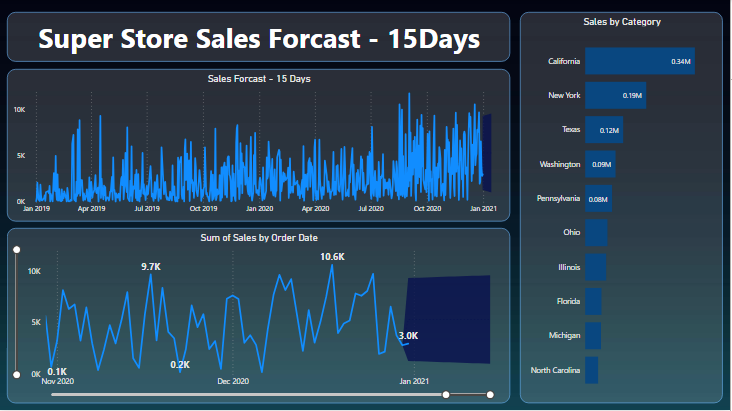 Super Store Sales Forcast - 15Days
Sales Forcast - 15 Days
10K
5K
0K
Jan 2019 Apr 2019 Jul 2019 Oct 2019 Jan 2020 Apr 2020 Jul 2020 Oct 2020 Jan 2021
Sum of Sales by Order Date
10K
5K
0K
0.1K
9.7K
0.2K
10.6K
3.0K
Nov 2020 Dec 2020 Jan 2021
Sales by Category
California 0.34M
New York 0.19M
Texas 0.12M
Washington 0.09M
Pennsylvania 0.08M
Ohio
Illinois
Florida
Michigan
North Carolina